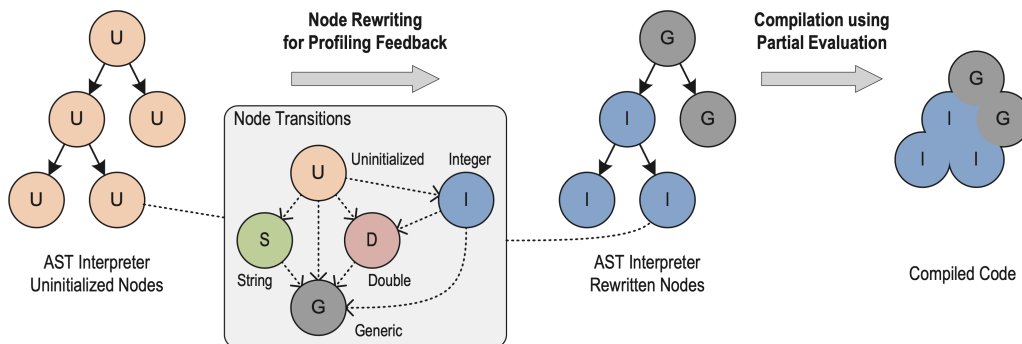 U
U
U
U
U
AST Interpreter
Uninitialized Nodes
Node Rewriting
for Profiling Feedback
Node Transitions
U
Uninitialized
Integer
I
S
D
String
Double
G
Generic
G
I
G
I
I
AST Interpreter
Rewritten Nodes
Compilation using
Partial Evaluation
G
I
G
I
I
Compiled Code